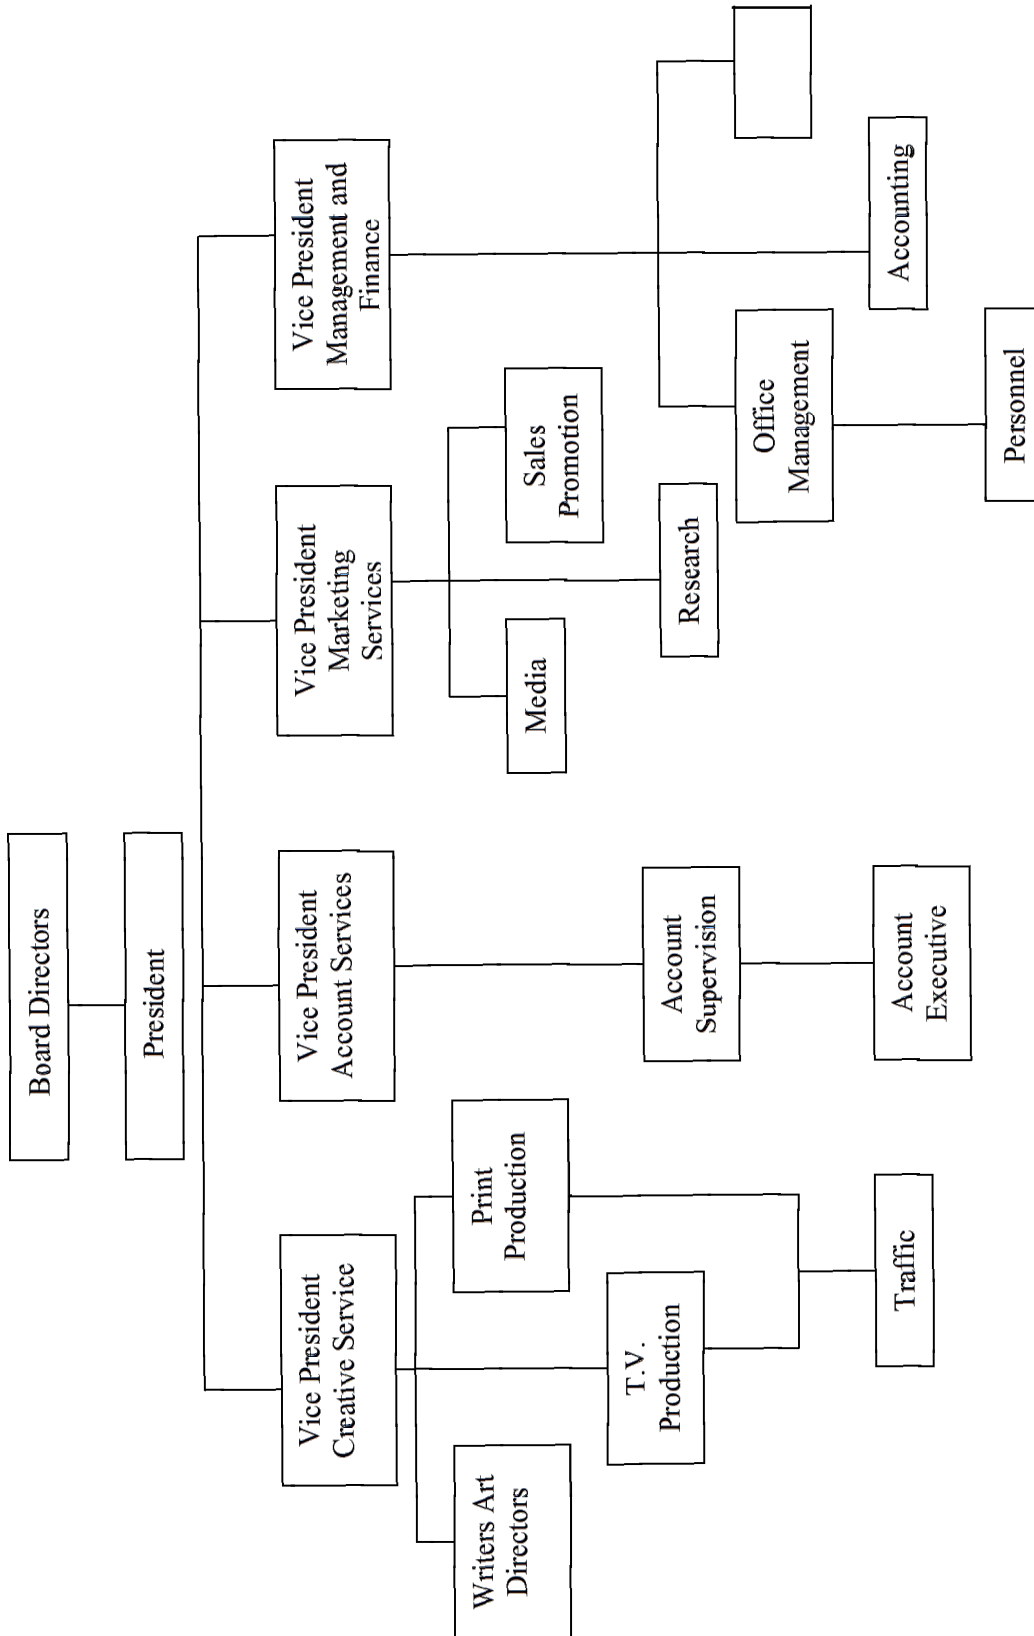 Board Directors
President
Vice President
Creative Service
Vice President
Account Services
Vice President
Marketing
Services
Vice President
Management and
Finance
Writers Art
Directors
Print
Production
T.V.
Production
Traffic
Account
Supervision
Account
Executive
Media
Sales
Promotion
Research
Office
Management
Accounting
Personnel